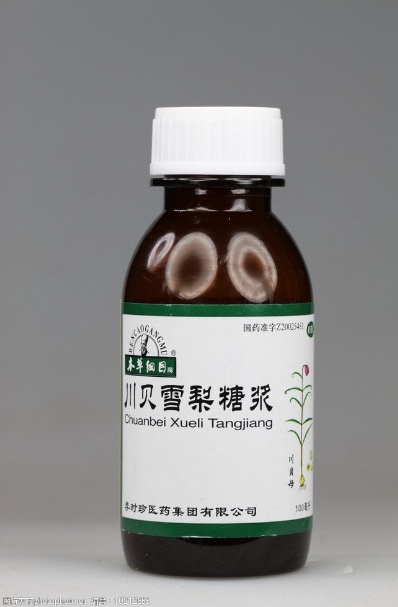 国药准字Z20025481
BENCAOGANGMU
®
本草纲目牌
川贝雪梨糖浆
Chuanbei Xueli Tangjiang
川贝母
100毫升
李时珍医药集团有限公司